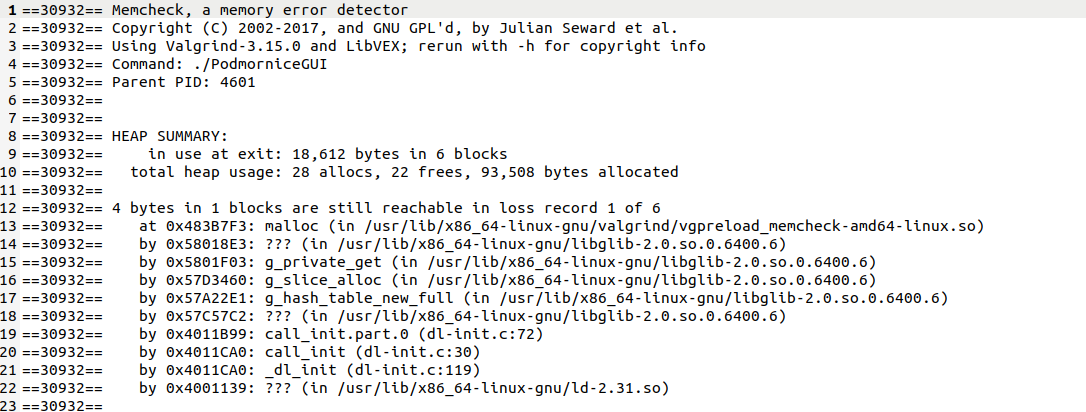 1 ==30932== Memcheck, a memory error detector
2 ==30932== Copyright (C) 2002-2017, and GNU GPL'd, by Julian Seward et al.
3 ==30932== Using Valgrind-3.15.0 and LibVEX; rerun with -h for copyright info
4 ==30932== Command: ./PodmorniceGUI
5 ==30932== Parent PID: 4601
6 ==30932==
7 ==30932==
8 ==30932== HEAP SUMMARY:
9 ==30932==     in use at exit: 18,612 bytes in 6 blocks
10 ==30932==   total heap usage: 28 allocs, 22 frees, 93,508 bytes allocated
11 ==30932==
12 ==30932== 4 bytes in 1 blocks are still reachable in loss record 1 of 6
13 ==30932==    at 0x483B7F3: malloc (in /usr/lib/x86_64-linux-gnu/valgrind/vgpreload_memcheck-amd64-linux.so)
14 ==30932==    by 0x58018E3: ??? (in /usr/lib/x86_64-linux-gnu/libglib-2.0.so.0.6400.6)
15 ==30932==    by 0x5801F03: g_private_get (in /usr/lib/x86_64-linux-gnu/libglib-2.0.so.0.6400.6)
16 ==30932==    by 0x57D3460: g_slice_alloc (in /usr/lib/x86_64-linux-gnu/libglib-2.0.so.0.6400.6)
17 ==30932==    by 0x57A22E1: g_hash_table_new_full (in /usr/lib/x86_64-linux-gnu/libglib-2.0.so.0.6400.6)
18 ==30932==    by 0x57C57C2: ??? (in /usr/lib/x86_64-linux-gnu/libglib-2.0.so.0.6400.6)
19 ==30932==    by 0x4011B99: call_init.part.0 (dl-init.c:72)
20 ==30932==    by 0x4011CA0: call_init (dl-init.c:30)
21 ==30932==    by 0x4011CA0: _dl_init (dl-init.c:119)
22 ==30932==    by 0x4001139: ??? (in /usr/lib/x86_64-linux-gnu/ld-2.31.so)
23 ==30932==